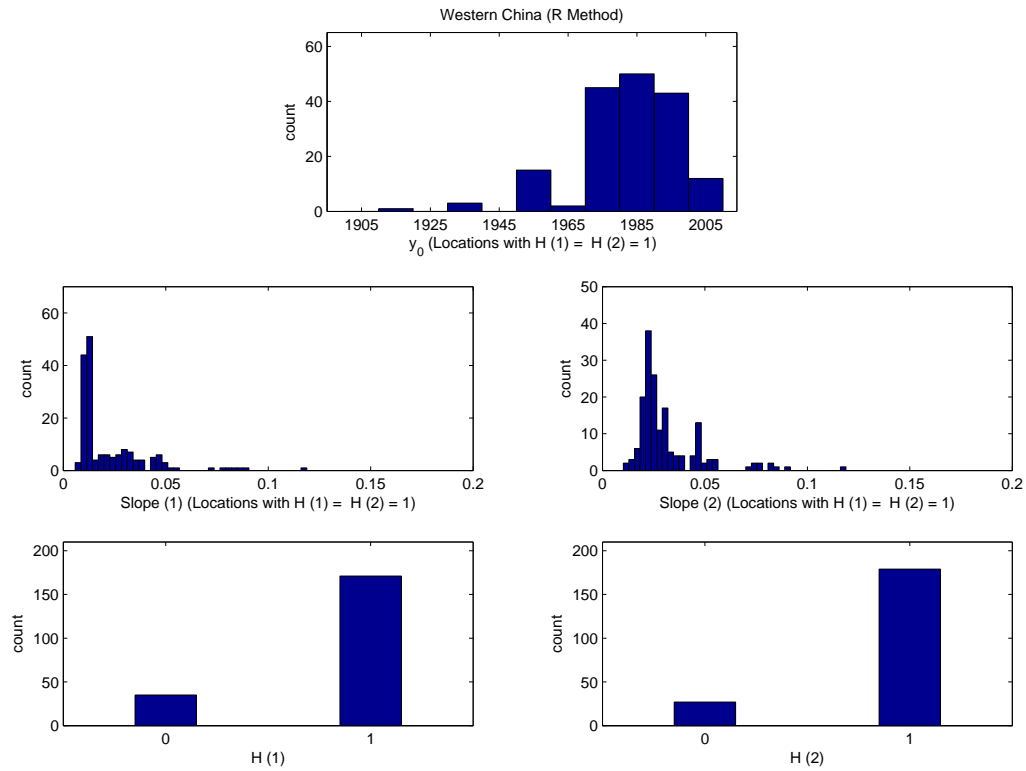 Western China (R Method)
60
40
20
0
count
1905 1925 1945 1965 1985 2005
y_0 (Locations with H (1) = H (2) = 1)
60
40
20
0
count
0 0.05 0.1 0.15 0.2
Slope (1) (Locations with H (1) = H (2) = 1)
50
40
30
20
10
0
count
0 0.05 0.1 0.15 0.2
Slope (2) (Locations with H (1) = H (2) = 1)
200
150
100
50
0
count
0 1
H (1)
200
150
100
50
0
count
0 1
H (2)